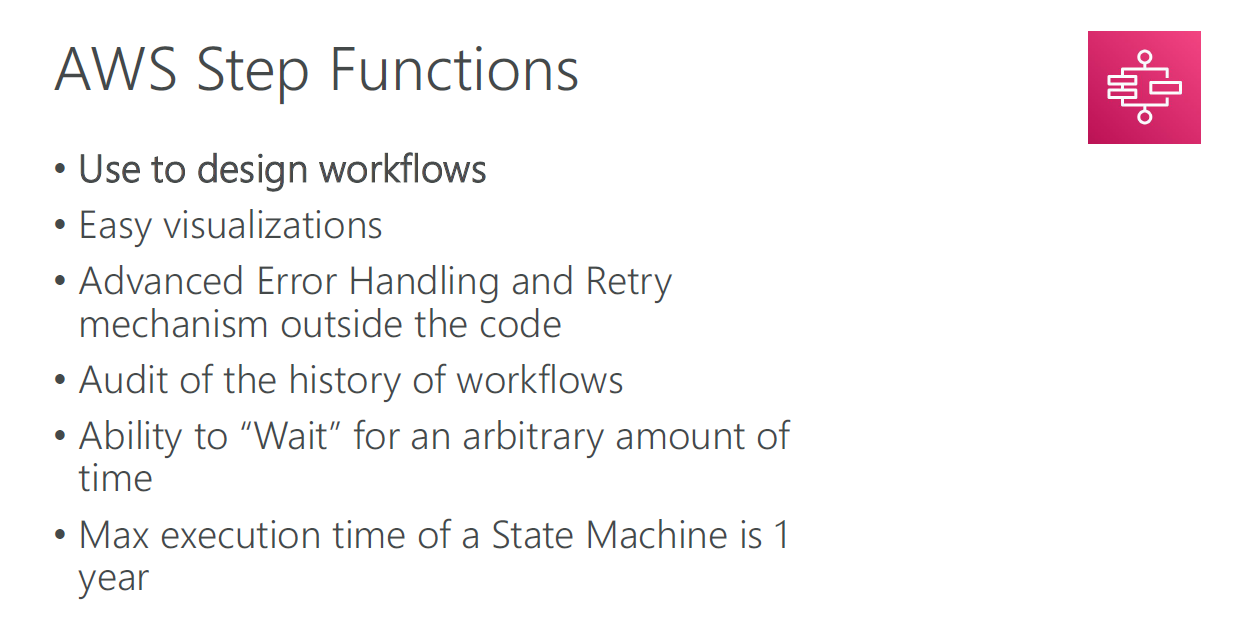 AWS Step Functions
• Use to design workflows
• Easy visualizations
• Advanced Error Handling and Retry
mechanism outside the code
• Audit of the history of workflows
• Ability to “Wait” for an arbitrary amount of
time
• Max execution time of a State Machine is 1
year